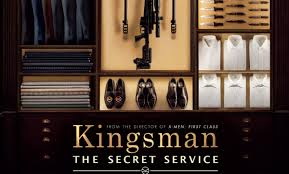 FROM THE DIRECTOR OF X-MEN: FIRST CLASS
Kingsman
THE SECRET SERVICE